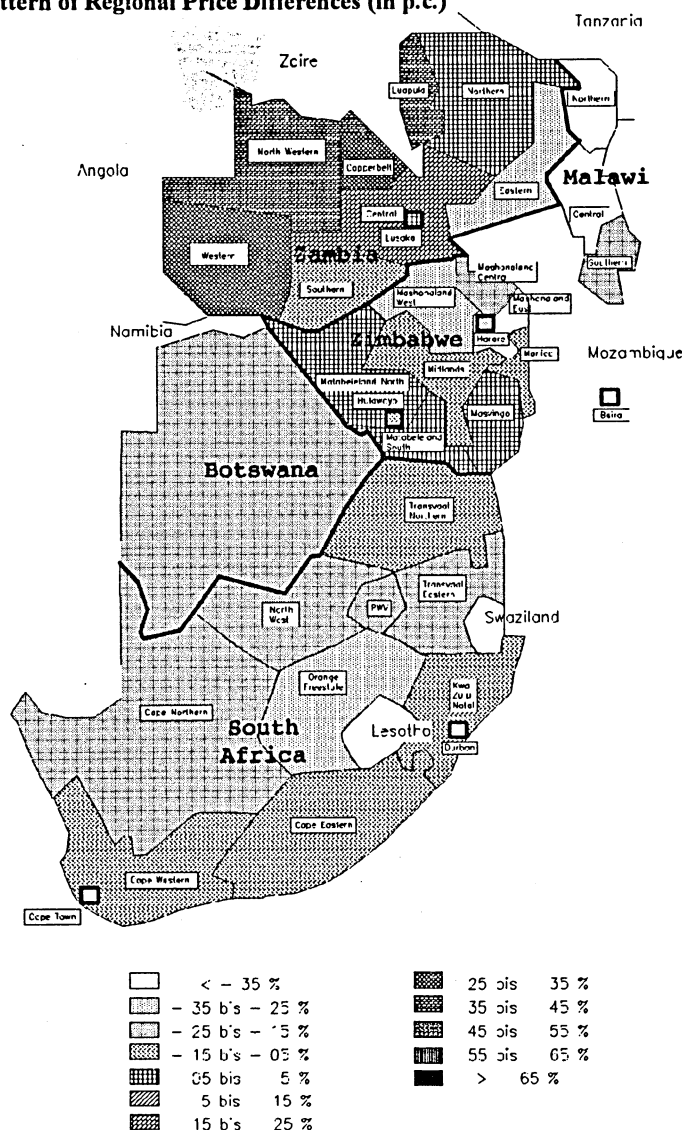 ttern of Regional Price Differences (in p.c.)
Tanzaria
Zcire
Luapula
Northern
Northern
North Western
Angola
Copperbelt
Malawi
Eastern
Central
Central
Lusaka
Western
Zambia
Southern
Southern
Mashonaland
Central
Mashonaland
West
Mashonaland
East
Namibia
Zimbabwe
Harare
Manica
Mozambique
Midlands
Matabeleland North
Bulawayo
Masvingo
Beira
Matabeleland
South
Botswana
Transvaal
Northern
Transvaal
Eastern
North
West
PWV
Swaziland
Orange
Freestate
Kwa
Zulu
Natal
Cape Northern
South
Africa
Lesotho
Durban
Cape Eastern
Cape Western
Cape Town
< - 35 %
- 35 bis - 25 %
- 25 bis - 15 %
- 15 bis - 05 %
05 bis 5 %
5 bis 15 %
15 bis 25 %
25 bis 35 %
35 bis 45 %
45 bis 55 %
55 bis 65 %
> 65 %